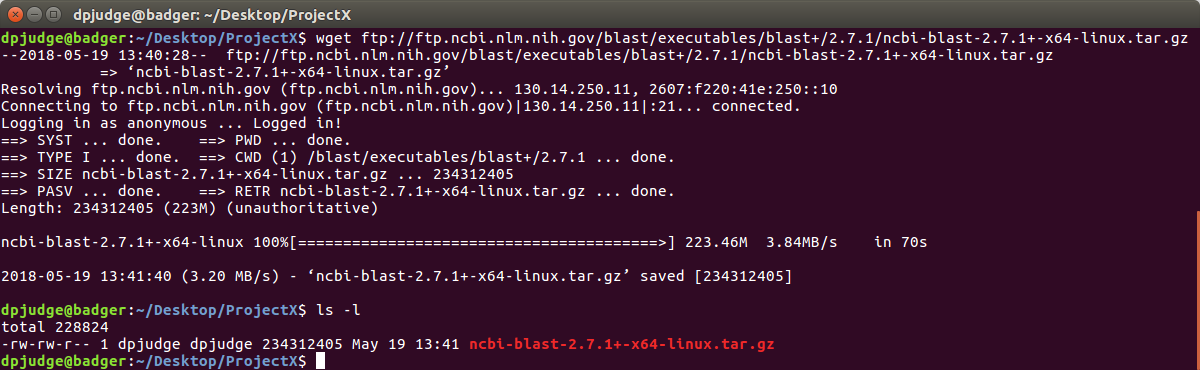 dpjudge@badger: ~/Desktop/ProjectX
dpjudge@badger:~/Desktop/ProjectX$ wget ftp://ftp.ncbi.nlm.nih.gov/blast/executables/blast+/2.7.1/ncbi-blast-2.7.1+-x64-linux.tar.gz
--2018-05-19 13:40:28--  ftp://ftp.ncbi.nlm.nih.gov/blast/executables/blast+/2.7.1/ncbi-blast-2.7.1+-x64-linux.tar.gz
           => ‘ncbi-blast-2.7.1+-x64-linux.tar.gz’
Resolving ftp.ncbi.nlm.nih.gov (ftp.ncbi.nlm.nih.gov)... 130.14.250.11, 2607:f220:41e:250::10
Connecting to ftp.ncbi.nlm.nih.gov (ftp.ncbi.nlm.nih.gov)|130.14.250.11|:21... connected.
Logging in as anonymous ... Logged in!
==> SYST ... done.    ==> PWD ... done.
==> TYPE I ... done.  ==> CWD (1) /blast/executables/blast+/2.7.1 ... done.
==> SIZE ncbi-blast-2.7.1+-x64-linux.tar.gz ... 234312405
==> PASV ... done.    ==> RETR ncbi-blast-2.7.1+-x64-linux.tar.gz ... done.
Length: 234312405 (223M) (unauthoritative)
ncbi-blast-2.7.1+-x64-linux 100%[========================================>] 223.46M  3.84MB/s    in 70s
2018-05-19 13:41:40 (3.20 MB/s) - ‘ncbi-blast-2.7.1+-x64-linux.tar.gz’ saved [234312405]
dpjudge@badger:~/Desktop/ProjectX$ ls -l
total 228824
-rw-rw-r-- 1 dpjudge dpjudge 234312405 May 19 13:41 ncbi-blast-2.7.1+-x64-linux.tar.gz
dpjudge@badger:~/Desktop/ProjectX$